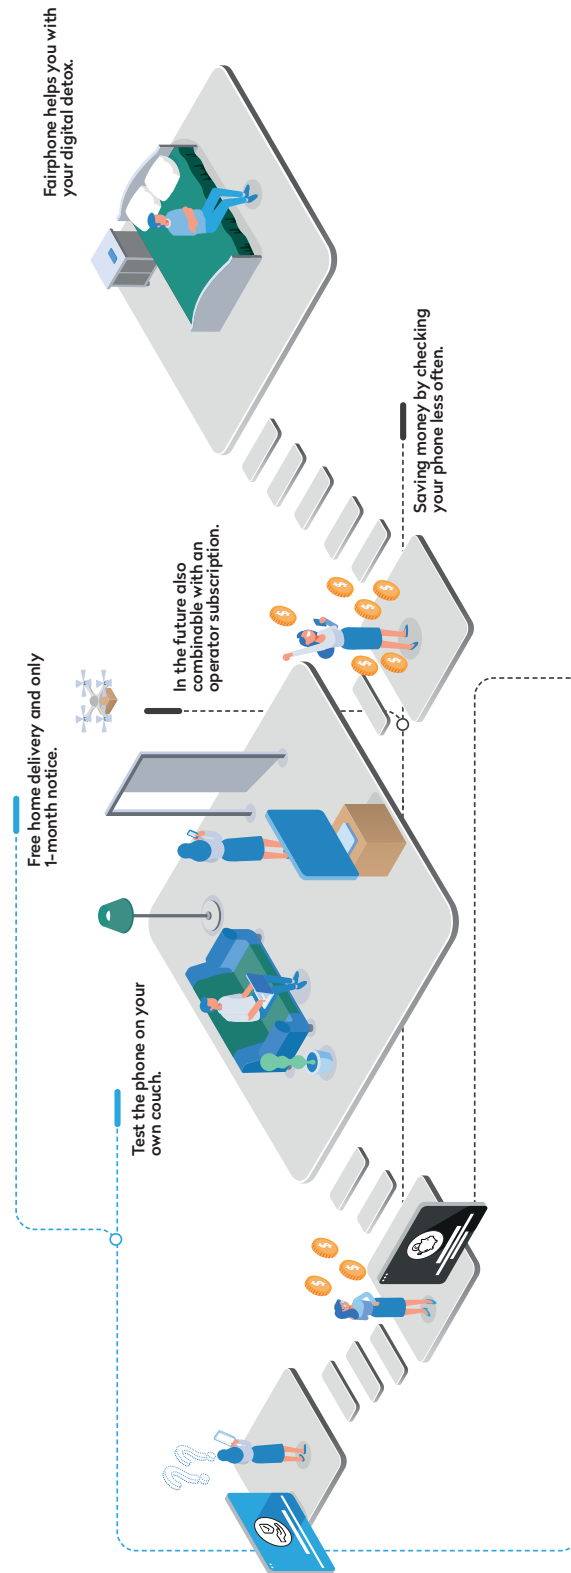 Free home delivery and only
1-month notice.
Test the phone on your
own couch.
In the future also
combinable with an
operator subscription.
Saving money by checking
your phone less often.
Fairphone helps you with
your digital detox.